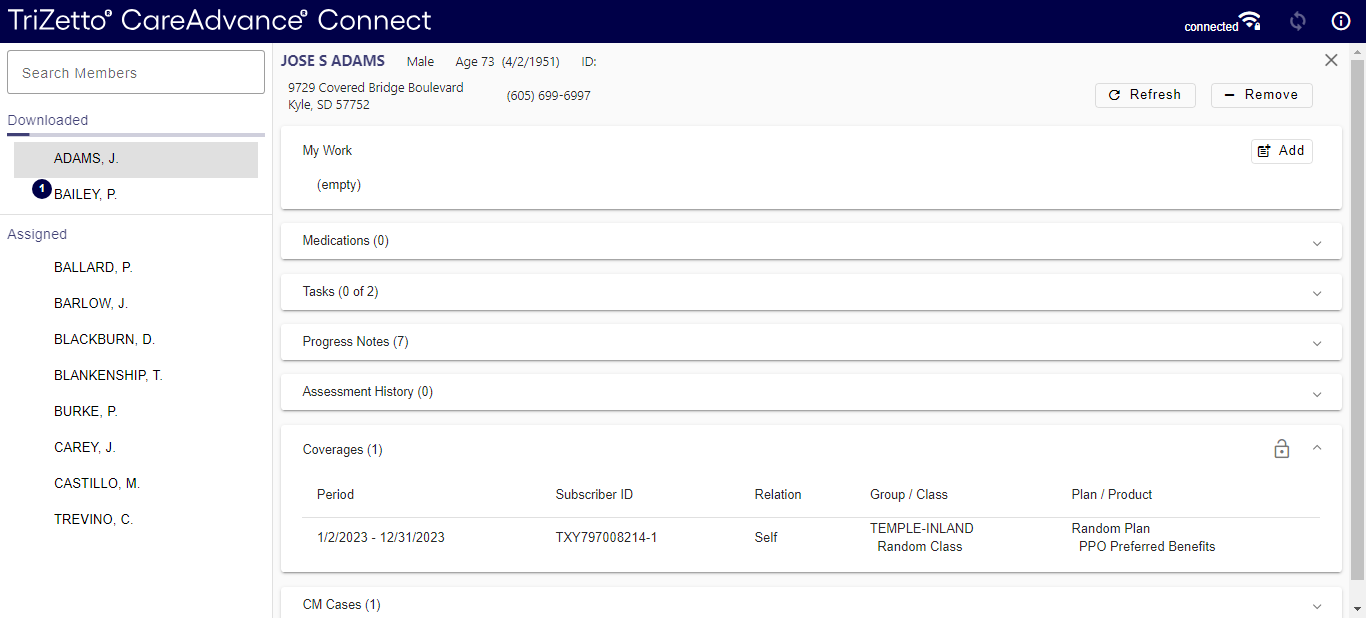 TriZetto® CareAdvance® Connect
connected
Search Members
Downloaded
ADAMS, J.
1
BAILEY, P.
Assigned
BALLARD, P.
BARLOW, J.
BLACKBURN, D.
BLANKENSHIP, T.
BURKE, P.
CAREY, J.
CASTILLO, M.
TREVINO, C.
JOSE S ADAMS Male Age 73 (4/2/1951) ID:
9729 Covered Bridge Boulevard
Kyle, SD 57752
(605) 699-6997
Refresh
Remove
My Work
Add
(empty)
Medications (0)
Tasks (0 of 2)
Progress Notes (7)
Assessment History (0)
Coverages (1)
Period Subscriber ID Relation Group / Class Plan / Product
1/2/2023 - 12/31/2023 TXY797008214-1 Self
TEMPLE-INLAND
Random Class
Random Plan
PPO Preferred Benefits
CM Cases (1)